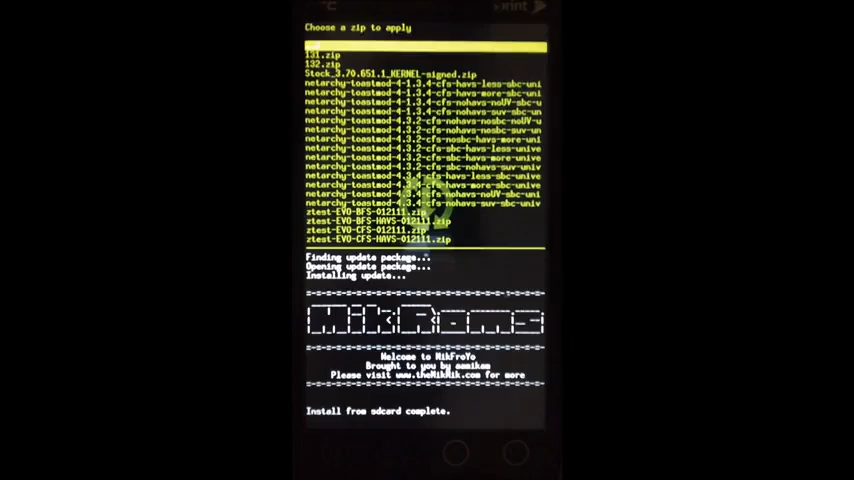 Choose a zip to apply
131.zip
132.zip
Stock_3.70.651.1_KERNEL-signed.zip
netarchy-toastmod-4-1.3.4-cfs-havs-less-sbc-uni
netarchy-toastmod-4-1.3.4-cfs-havs-more-sbc-uni
netarchy-toastmod-4-1.3.4-cfs-nohavs-noUV-sbc-u
netarchy-toastmod-4-1.3.4-cfs-nohavs-suv-sbc-un
netarchy-toastmod-4.3.2-cfs-nohavs-nosbc-noUV-u
netarchy-toastmod-4.3.2-cfs-nohavs-nosbc-suv-un
netarchy-toastmod-4.3.2-cfs-nosbc-havs-more-uni
netarchy-toastmod-4.3.2-cfs-sbc-havs-less-unive
netarchy-toastmod-4.3.2-cfs-sbc-havs-more-unive
netarchy-toastmod-4.3.2-cfs-sbc-nohavs-suv-univ
netarchy-toastmod-4.3.4-cfs-havs-less-sbc-unive
netarchy-toastmod-4.3.4-cfs-havs-more-sbc-unive
netarchy-toastmod-4.3.4-cfs-nohavs-noUV-sbc-uni
netarchy-toastmod-4.3.4-cfs-nohavs-suv-sbc-univ
ztest-EVO-BFS-012111.zip
ztest-EVO-BFS-HAVS-012111.zip
ztest-EVO-CFS-012111.zip
ztest-EVO-CFS-HAVS-012111.zip
Finding update package...
Opening update package...
Installing update...
MikRoms
Welcome to MikFroYo
Brought to you by aamikam
Please visit www.theMikMik.com for more
Install from sdcard complete.